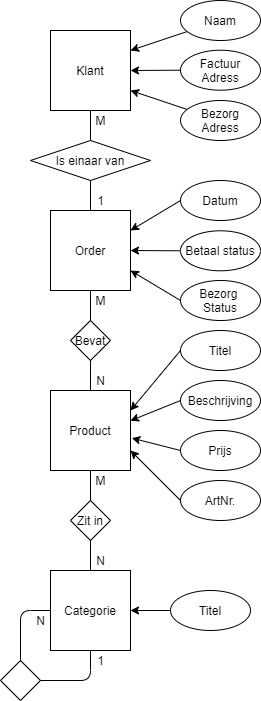 Naam
Klant
Factuur
Adress
Bezorg
Adress
M
Is einaar van
1
Datum
Order
Betaal status
Bezorg
Status
M
Bevat
N
Titel
Beschrijving
Product
Prijs
ArtNr.
M
Zit in
N
Categorie
Titel
N
1